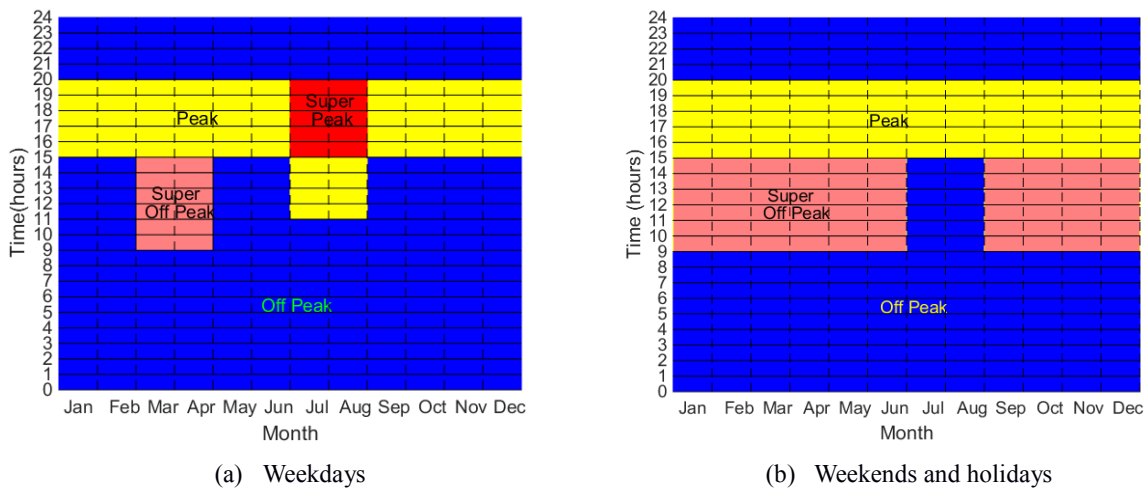 24
23
22
21
20
19
18
17
16
15
14
13
12
11
10
9
8
7
6
5
4
3
2
1
0
Time(hours)
Peak
Super
Peak
Super
Off Peak
Off Peak
Jan Feb Mar Apr May Jun Jul Aug Sep Oct Nov Dec
Month
(a) Weekdays
24
23
22
21
20
19
18
17
16
15
14
13
12
11
10
9
8
7
6
5
4
3
2
1
0
Time (hours)
Peak
Super
Off Peak
Off Peak
Jan Feb Mar Apr May Jun Jul Aug Sep Oct Nov Dec
Month
(b) Weekends and holidays